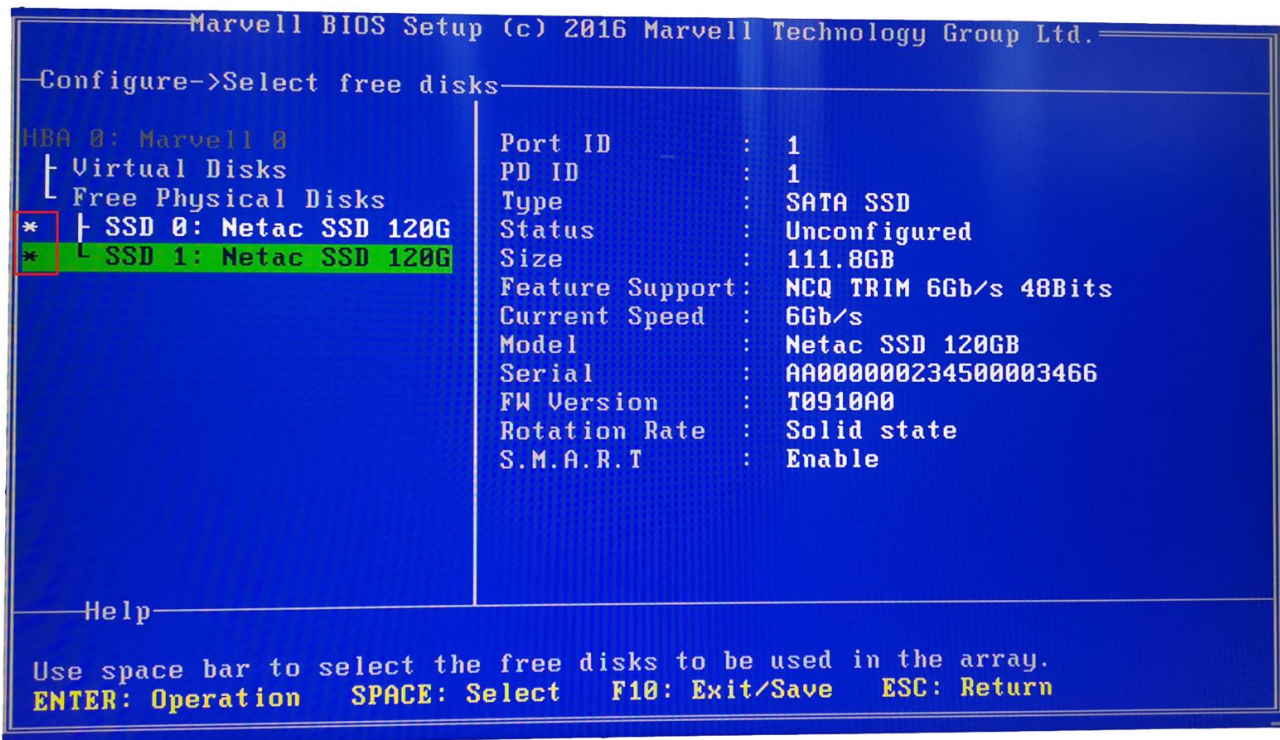 Marvell BIOS Setup (c) 2016 Marvell Technology Group Ltd.
Configure->Select free disks
HBA 0: Marvell 0
Virtual Disks
Free Physical Disks
* SSD 0: Netac SSD 120G
* SSD 1: Netac SSD 120G
Port ID : 1
PD ID : 1
Type : SATA SSD
Status : Unconfigured
Size : 111.8GB
Feature Support: NCQ TRIM 6Gb/s 48Bits
Current Speed : 6Gb/s
Model : Netac SSD 120GB
Serial : AA000000234500003466
FW Version : T0910A0
Rotation Rate : Solid state
S.M.A.R.T : Enable
Help
Use space bar to select the free disks to be used in the array.
ENTER: Operation SPACE: Select F10: Exit/Save ESC: Return